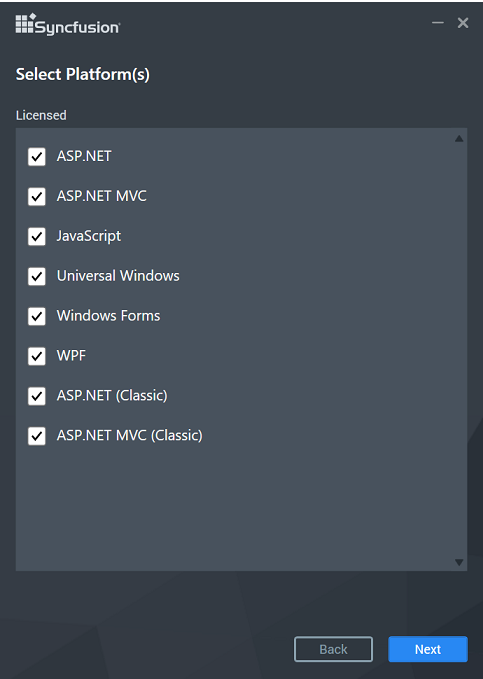 Syncfusion®
Select Platform(s)
Licensed
ASP.NET
ASP.NET MVC
JavaScript
Universal Windows
Windows Forms
WPF
ASP.NET (Classic)
ASP.NET MVC (Classic)
Back
Next